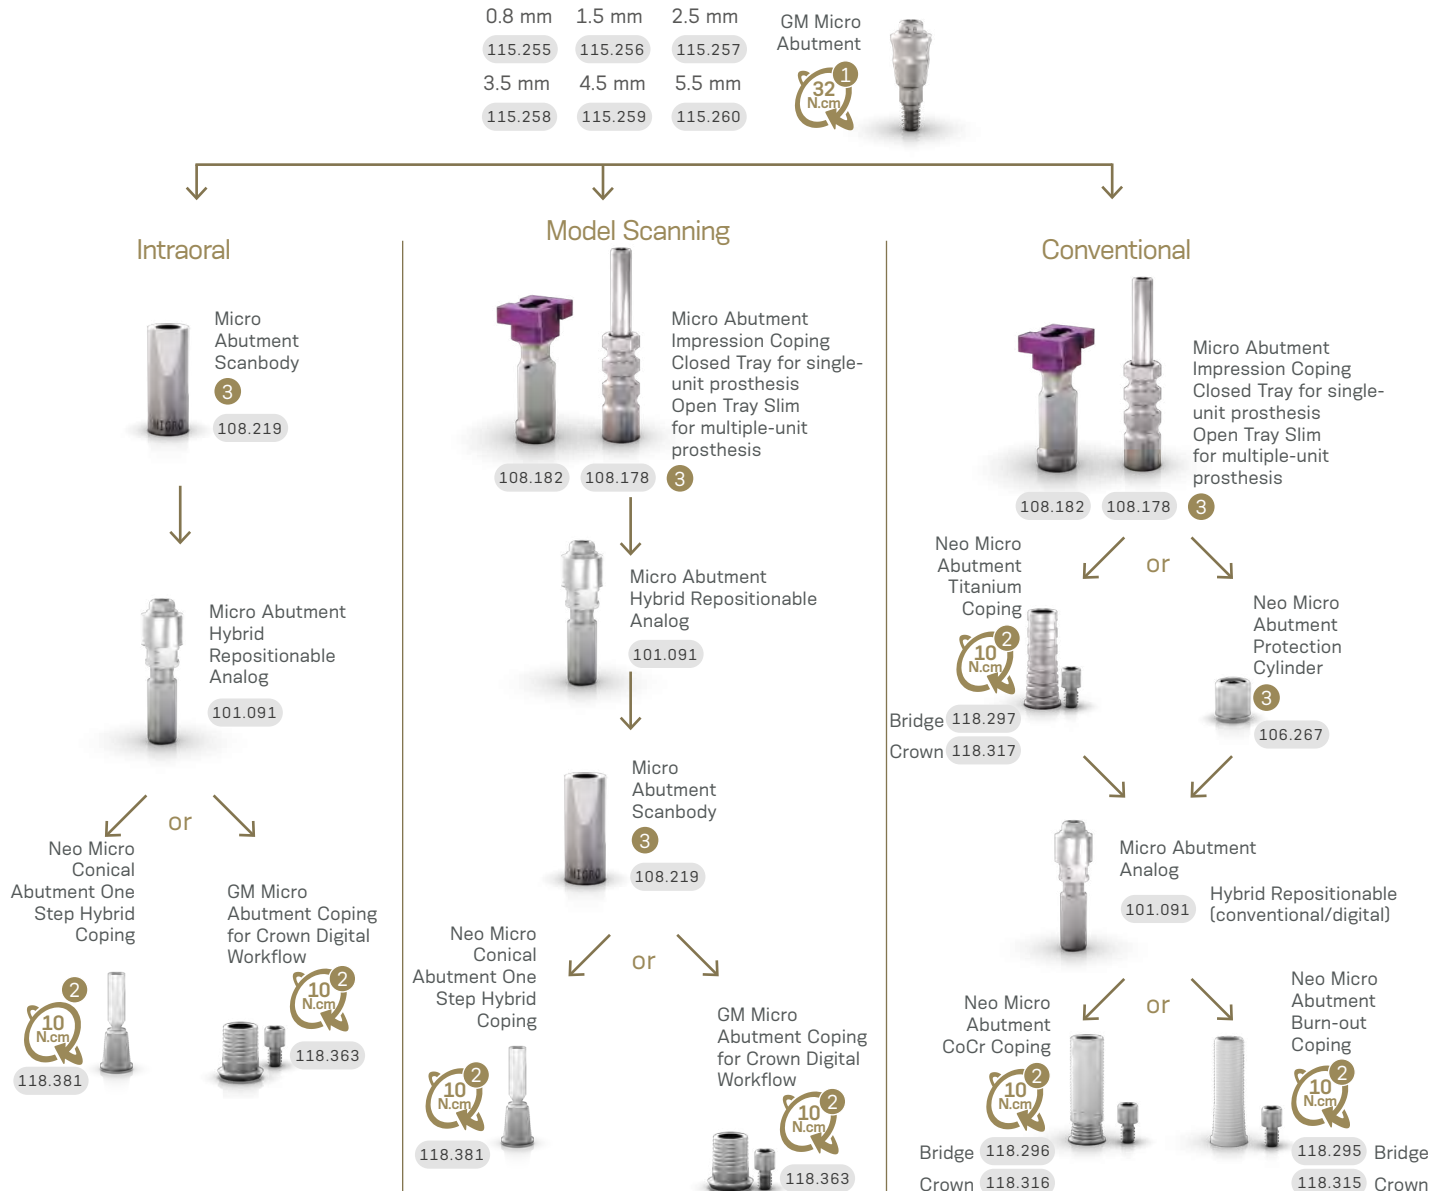 0.8 mm 1.5 mm 2.5 mm
115.255 115.256 115.257
3.5 mm 4.5 mm 5.5 mm
115.258 115.259 115.260
GM Micro
Abutment
1
32
N.cm
Intraoral
Micro
Abutment
Scanbody
3
108.219
MICRO
Micro Abutment
Hybrid
Repositionable
Analog
101.091
or
Neo Micro
Conical
Abutment One
Step Hybrid
Coping
2
10
N.cm
118.381
GM Micro
Abutment Coping
for Crown Digital
Workflow
2
10
N.cm
118.363
Model Scanning
Micro Abutment
Impression Coping
Closed Tray for single-
unit prosthesis
Open Tray Slim
for multiple-unit
prosthesis
108.182 108.178 3
Micro Abutment
Hybrid Repositionable
Analog
101.091
Micro
Abutment
Scanbody
3
108.219
MICRO
or
Neo Micro
Conical
Abutment One
Step Hybrid
Coping
2
10
N.cm
118.381
GM Micro
Abutment Coping
for Crown Digital
Workflow
2
10
N.cm
118.363
Conventional
Micro Abutment
Impression Coping
Closed Tray for single-
unit prosthesis
Open Tray Slim
for multiple-unit
prosthesis
108.182 108.178 3
or
Neo Micro
Abutment
Titanium
Coping
2
10
N.cm
Bridge 118.297
Crown 118.317
Neo Micro
Abutment
Protection
Cylinder
3
106.267
Micro Abutment
Analog
101.091
Hybrid Repositionable
(conventional/digital)
or
Neo Micro
Abutment
CoCr Coping
2
10
N.cm
Bridge 118.296
Crown 118.316
Neo Micro
Abutment
Burn-out
Coping
2
10
N.cm
118.295 Bridge
118.315 Crown